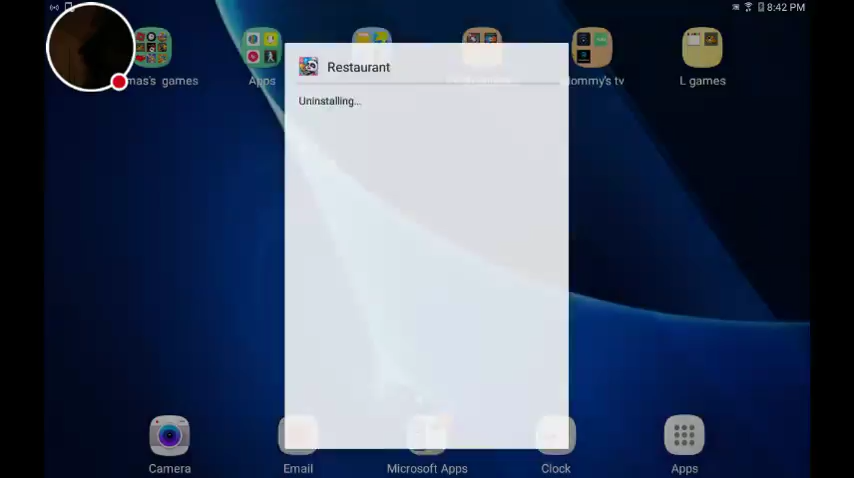 8:42 PM
mas's games
Apps
ommy's tv
L games
Restaurant
Uninstalling...
Camera
Email
Microsoft Apps
Clock
Apps